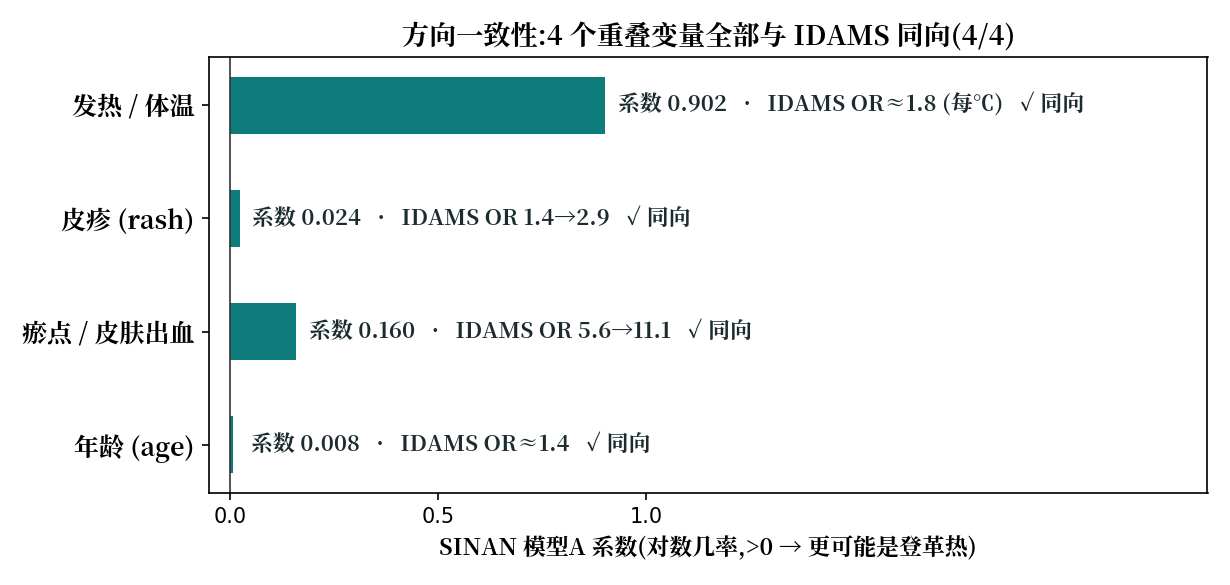 方向一致性:4 个重叠变量全部与 IDAMS 同向(4/4)
发热 / 体温
系数 0.902 · IDAMS OR≈1.8 (每℃) ✓ 同向
皮疹 (rash)
系数 0.024 · IDAMS OR 1.4→2.9 ✓ 同向
瘀点 / 皮肤出血
系数 0.160 · IDAMS OR 5.6→11.1 ✓ 同向
年龄 (age)
系数 0.008 · IDAMS OR≈1.4 ✓ 同向
0.0 0.5 1.0
SINAN 模型A 系数(对数几率,>0 → 更可能是登革热)